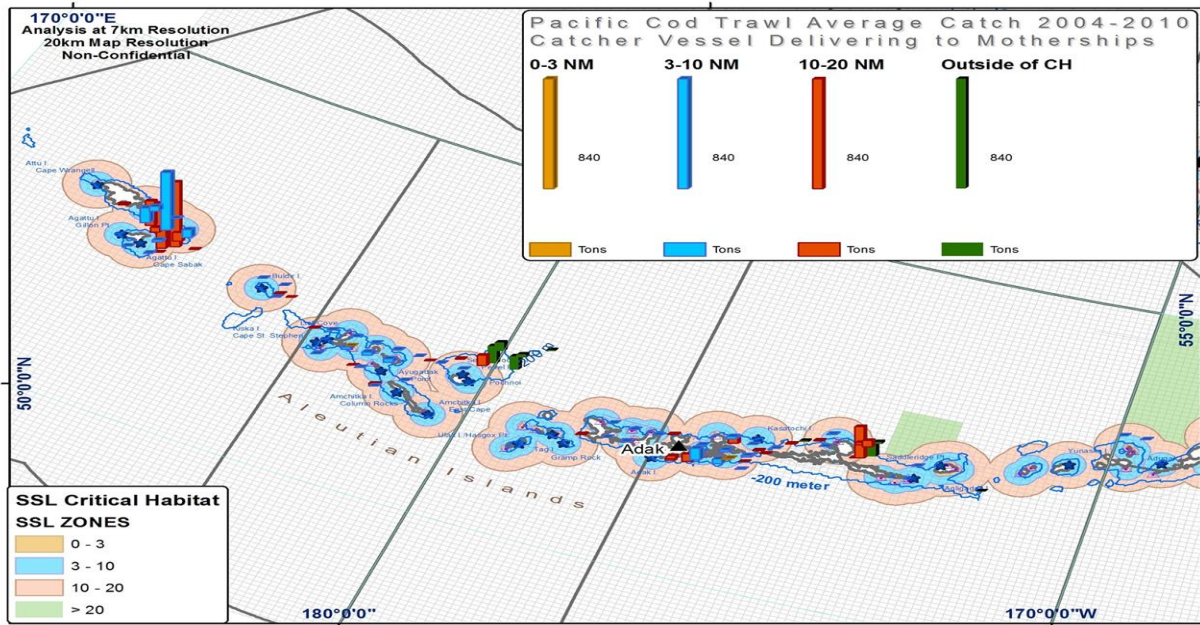 170°0'0"E
Analysis at 7km Resolution
20km Map Resolution
Non-Confidential
Pacific Cod Trawl Average Catch 2004-2010
Catcher Vessel Delivering to Motherships
0-3 NM
3-10 NM
10-20 NM
Outside of CH
840
840
840
840
Tons
Tons
Tons
Tons
Attu I.
Cape Wrangell
Agattu I.
Gillon Pt
Agattu I.
Cape Sabak
Buldir I.
Kiska I.
Cape St. Stephen
Cove
Ayugadak
Point
Amchitka I.
Column Rocks
Amchitka I.
East Cape
-200 m
Aleutian Islands
Tag I.
Gramp Rock
Adak
Adak I.
Kasatochi I.
-200 meter
Saddleridge Pt.
Yunaska I.
50°0'0"N
55°0'0"N
SSL Critical Habitat
SSL ZONES
0 - 3
3 - 10
10 - 20
> 20
180°0'0"
170°0'0"W